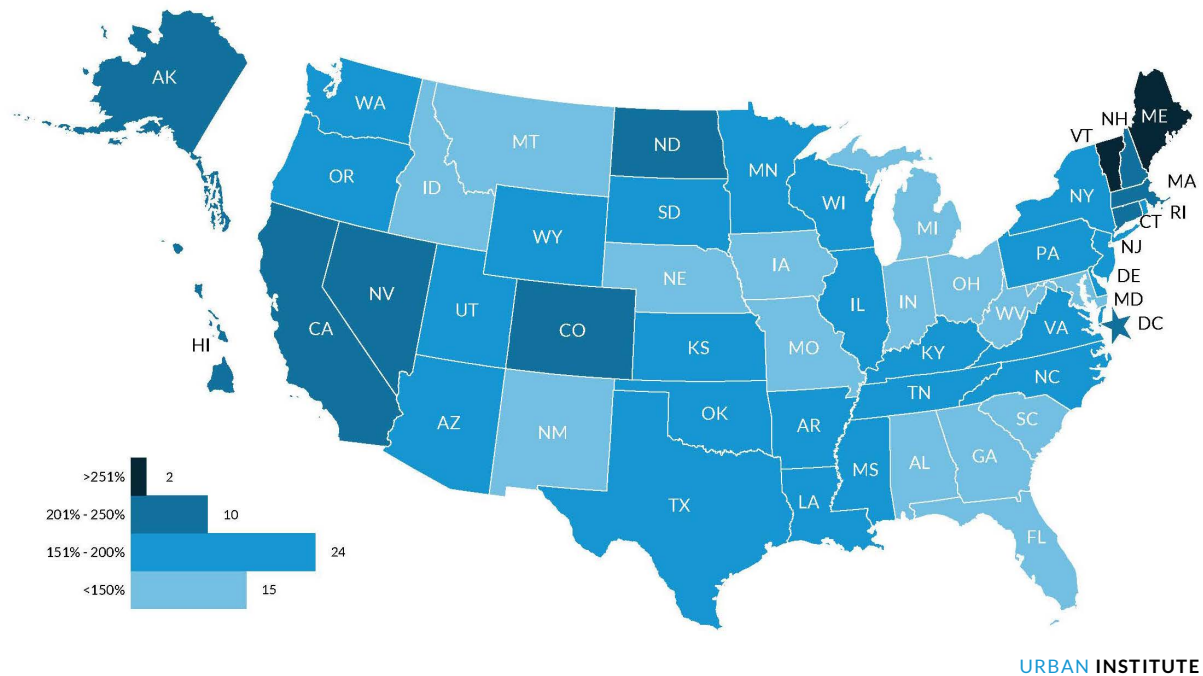 AK
WA
MT
ND
MN
OR
ID
WY
SD
WI
MI
NH
ME
VT
NY
MA
RI
CT
NJ
PA
DE
MD
DC
NV
UT
CO
NE
IA
IL
IN
OH
WV
VA
HI
CA
KS
MO
KY
AZ
NM
OK
AR
TN
NC
SC
TX
LA
MS
AL
GA
FL
>251% 2
201% - 250% 10
151% - 200% 24
<150% 15
URBAN INSTITUTE